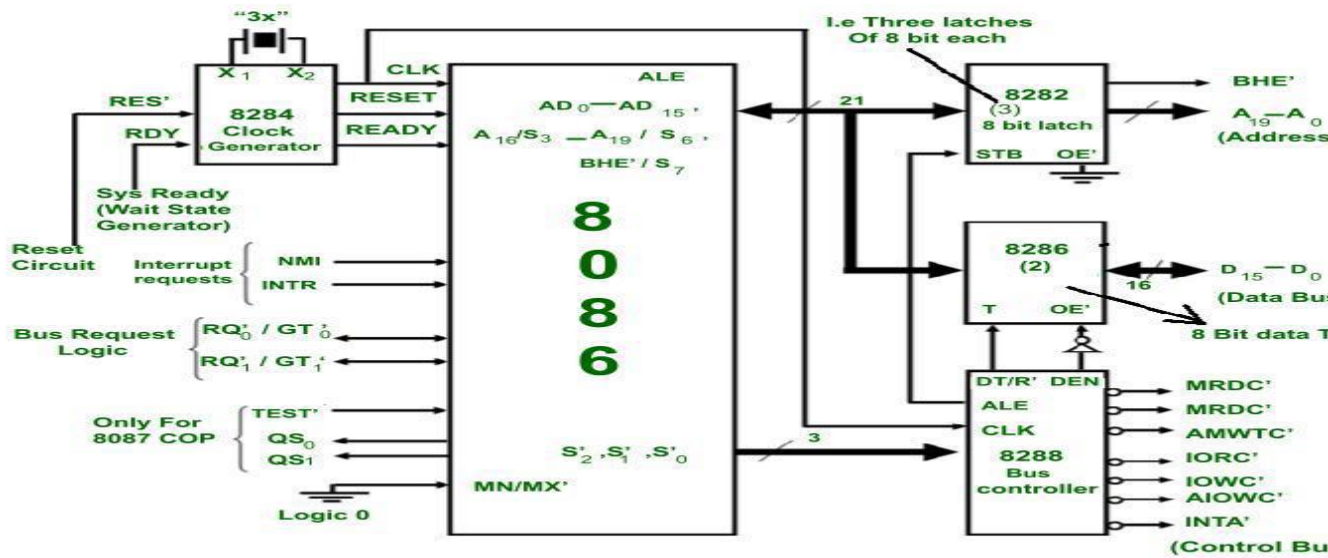 "3x"
I.e Three latches
Of 8 bit each
X1 X2
CLK
RES'
8284
Clock
Generator
RESET
RDY
READY
Sys Ready
(Wait State
Generator)
Reset
Circuit
Interrupt
requests
NMI
INTR
Bus Request
Logic
RQ'0 / GT'0
RQ'1 / GT'1
Only For
8087 COP
TEST'
QS0
QS1
Logic 0
ALE
AD0—AD15,
A16/S3 — A19 / S6,
BHE' / S7
8
0
8
6
S'2 ,S'1 ,S'0
MN/MX'
21
3
8282
(3)
8 bit latch
STB OE'
BHE'
A19—A0
(Address
8286
(2)
T OE'
16
D15—D0
(Data Bus
8 Bit data T
DT/R' DEN
ALE
CLK
8288
Bus
controller
MRDC'
MRDC'
AMWTC'
IORC'
IOWC'
AIOWC'
INTA'
(Control Bu